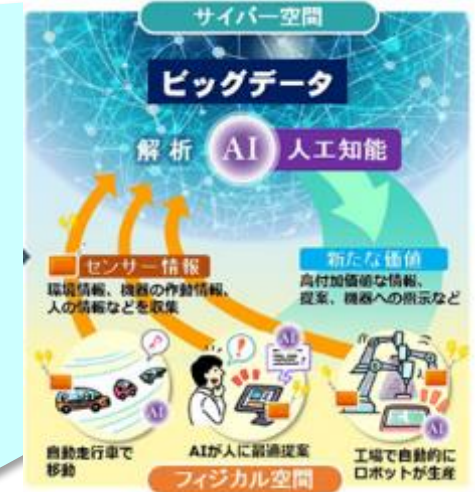 サイバー空間
ビッグデータ
解析 AI 人工知能
センサー情報
環境情報、機器の作動情報、
人の情報などを収集
新たな価値
高付加価値な情報、
提案、機器への指示など
AI
AI
AI
自動走行車で
移動
AIが人に最適提案
工場で自動的に
ロボットが生産
フィジカル空間